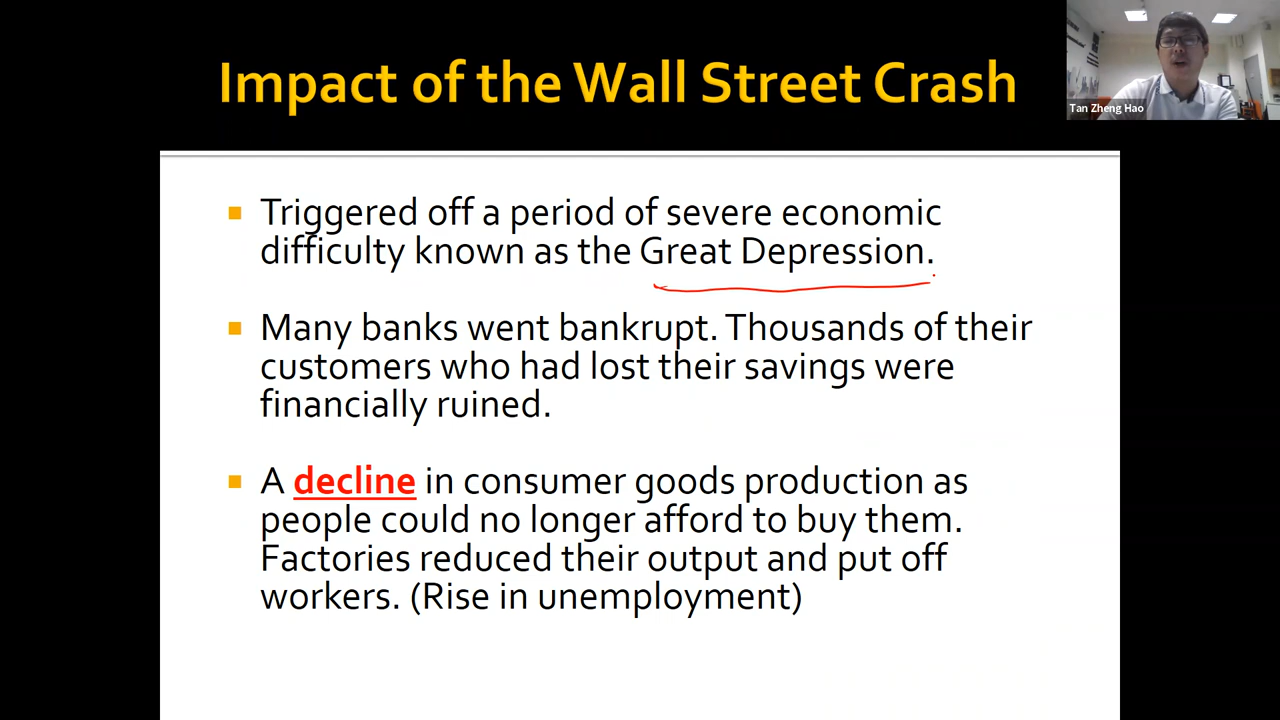 Impact of the Wall Street Crash
Tan Zheng Hao
Triggered off a period of severe economic
difficulty known as the Great Depression.
Many banks went bankrupt. Thousands of their
customers who had lost their savings were
financially ruined.
A decline in consumer goods production as
people could no longer afford to buy them.
Factories reduced their output and put off
workers. (Rise in unemployment)